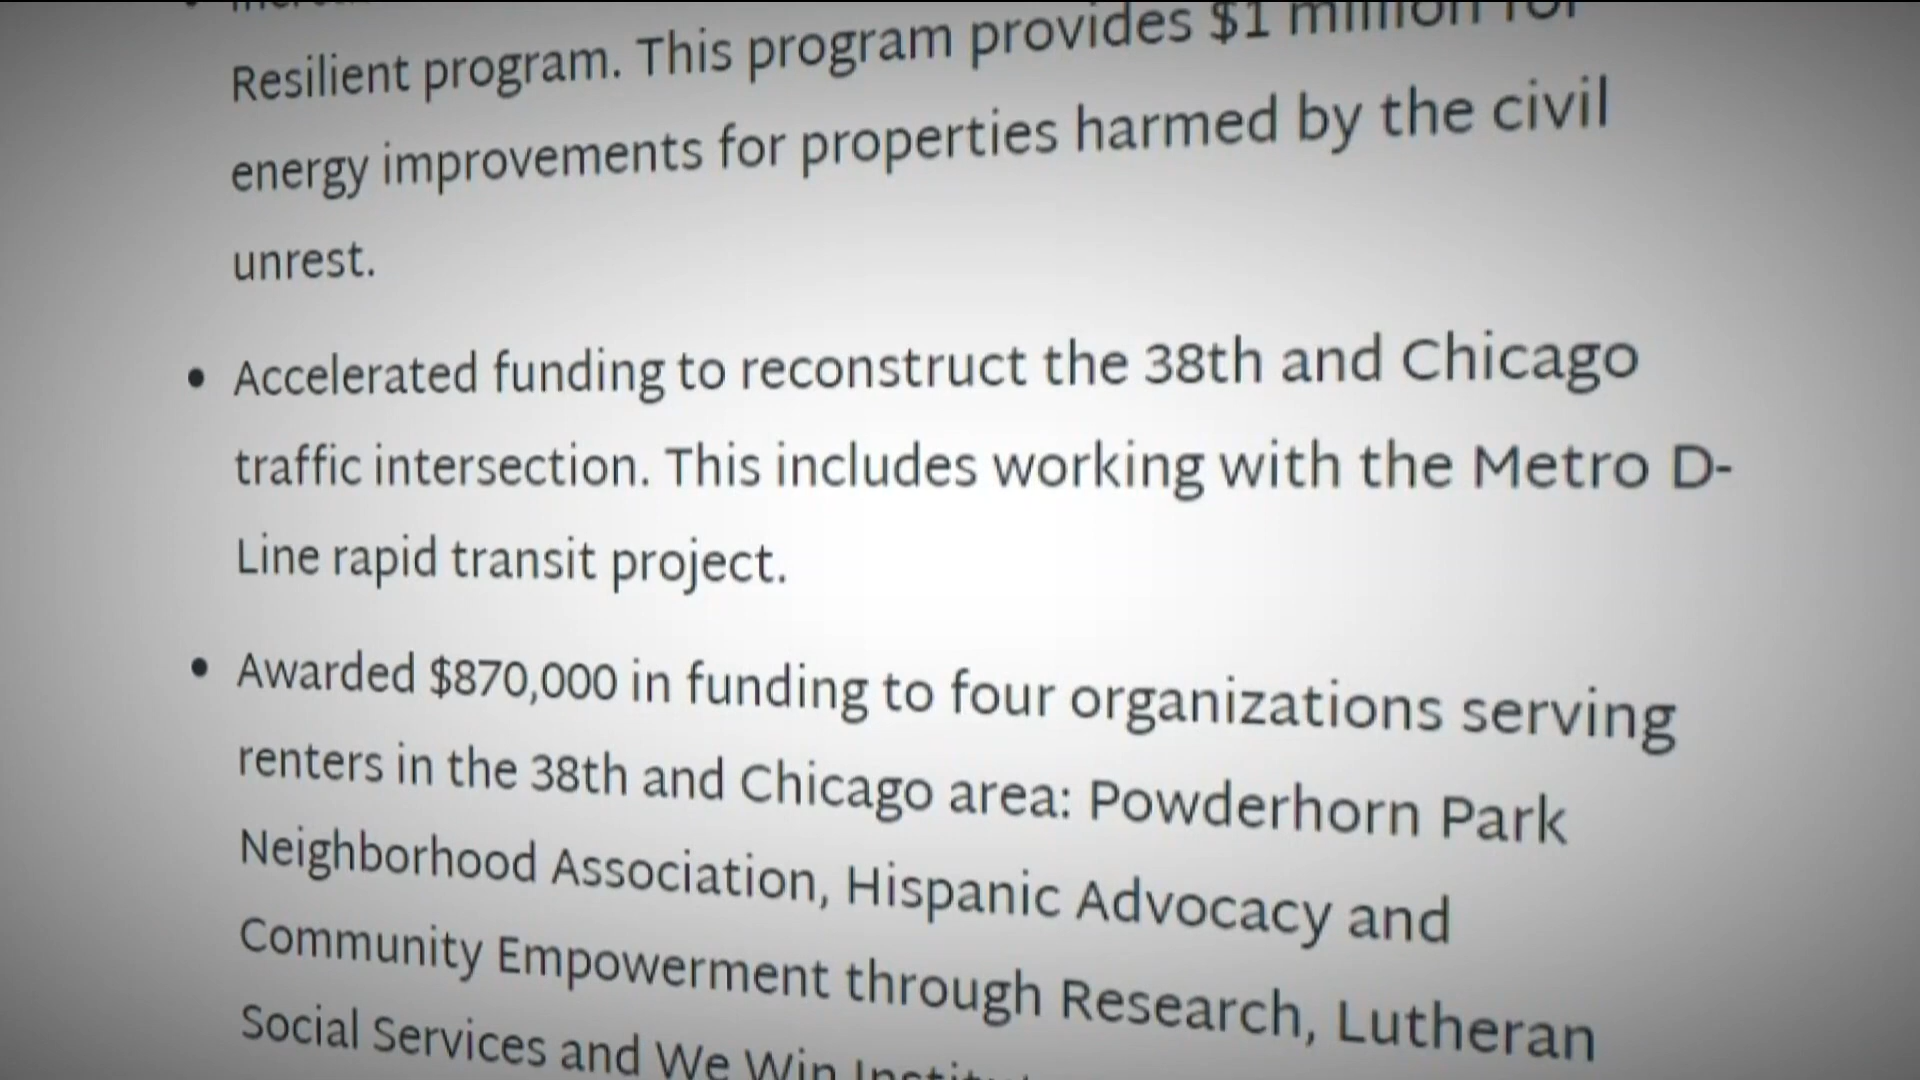 Resilient program. This program provides $1 million for
energy improvements for properties harmed by the civil
unrest.
• Accelerated funding to reconstruct the 38th and Chicago
traffic intersection. This includes working with the Metro D-
Line rapid transit project.
• Awarded $870,000 in funding to four organizations serving
renters in the 38th and Chicago area: Powderhorn Park
Neighborhood Association, Hispanic Advocacy and
Community Empowerment through Research, Lutheran
Social Services and We Win